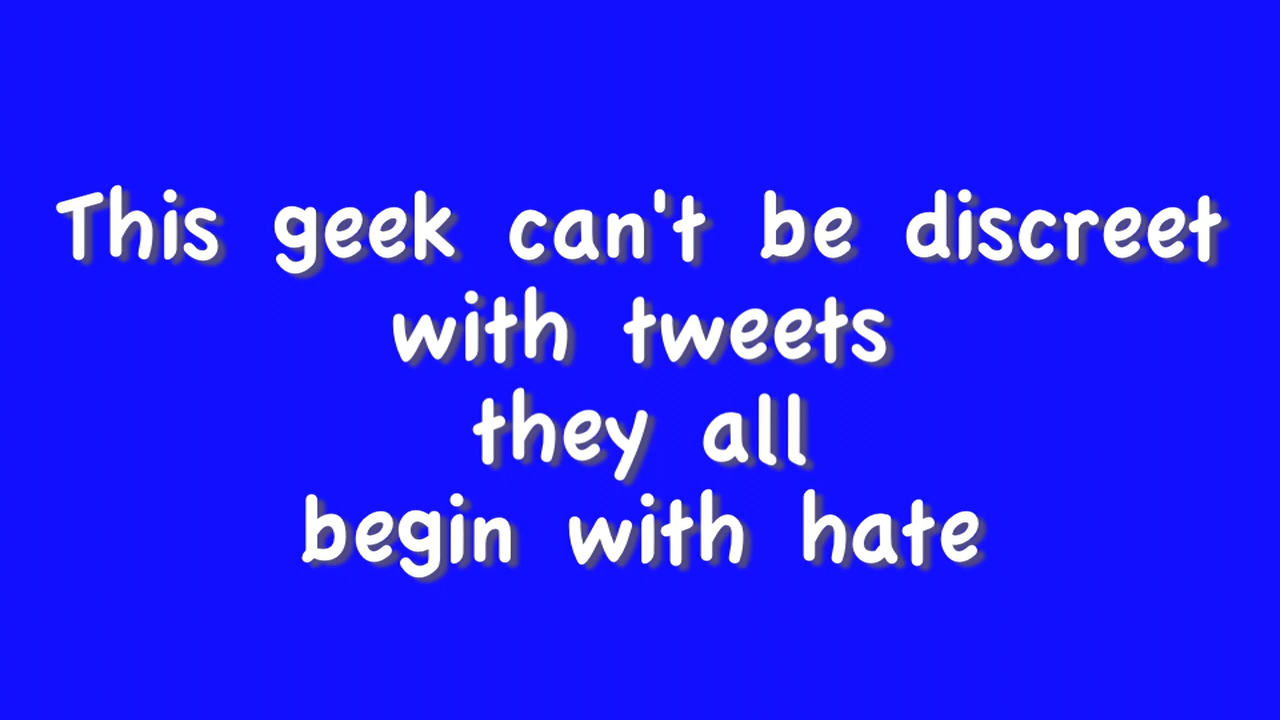 This geek can't be discreet
with tweets
they all
begin with hate